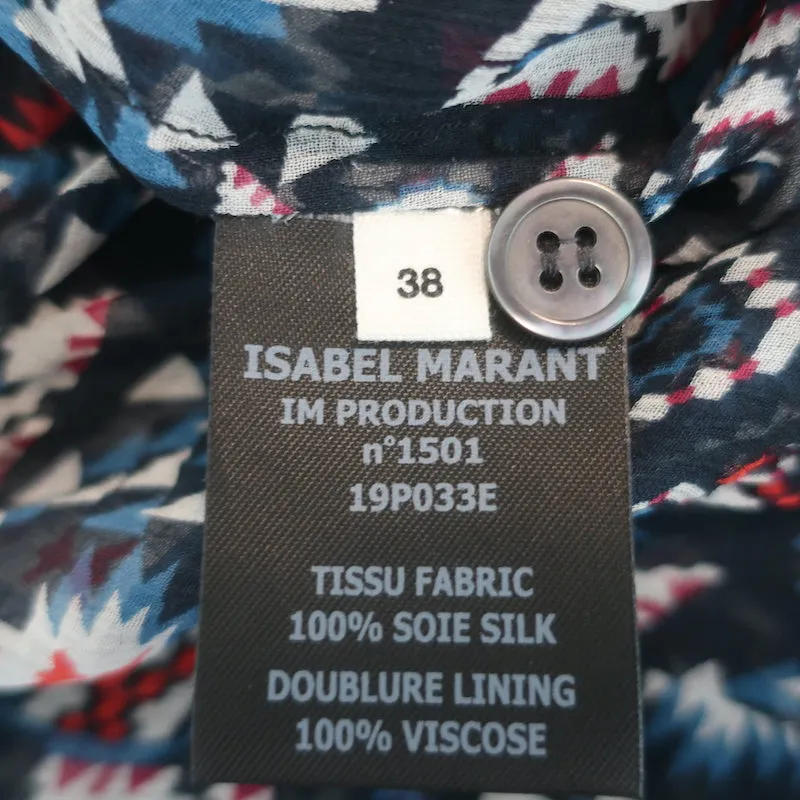 38
ISABEL MARANT
IM PRODUCTION
n°1501
19P033E
TISSU FABRIC
100% SOIE SILK
DOUBLURE LINING
100% VISCOSE